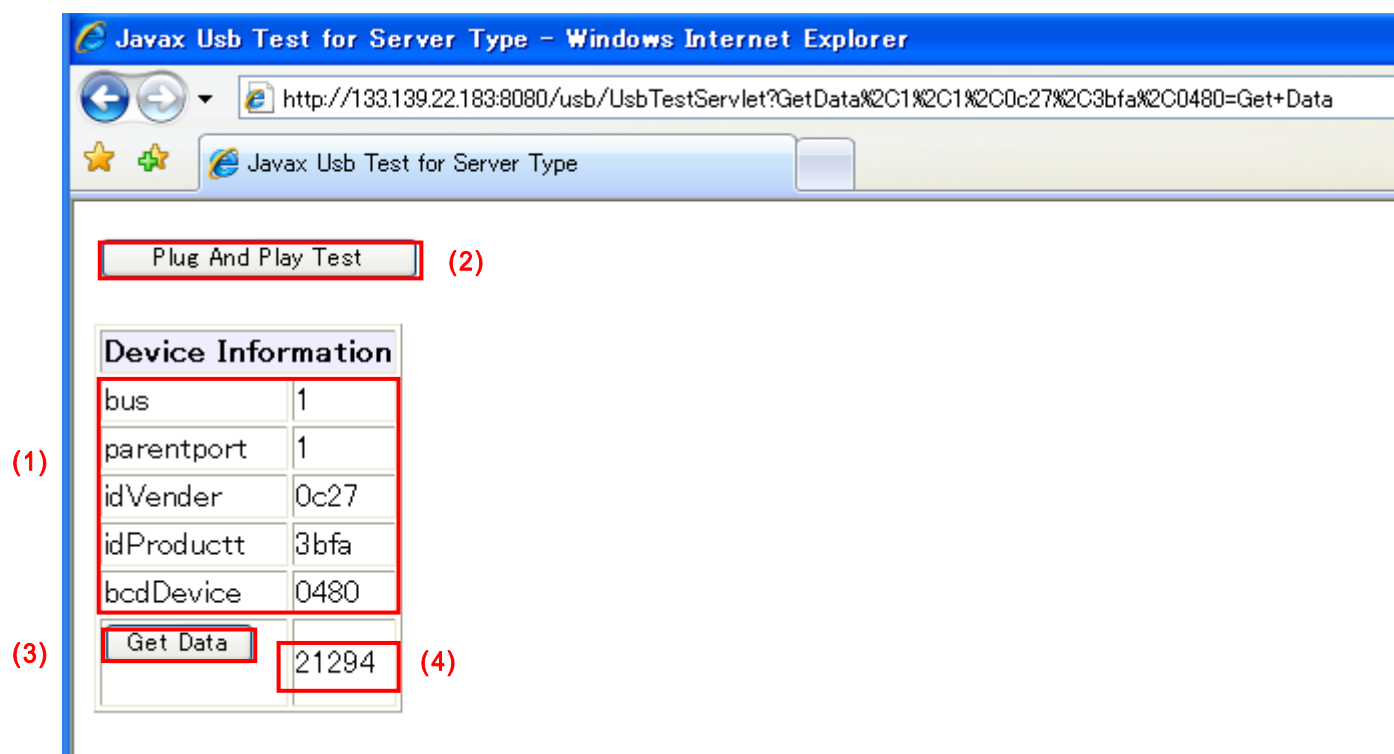 Javax Usb Test for Server Type - Windows Internet Explorer
http://133.139.22.183:8080/usb/UsbTestServlet?GetData%2C1%2C1%2C0c27%2C3bfa%2C0480=Get+Data
Javax Usb Test for Server Type
Plug And Play Test (2)
Device Information
bus 1
parentport 1
(1)
idVender 0c27
idProductt 3bfa
bcdDevice 0480
(3) Get Data 21294 (4)